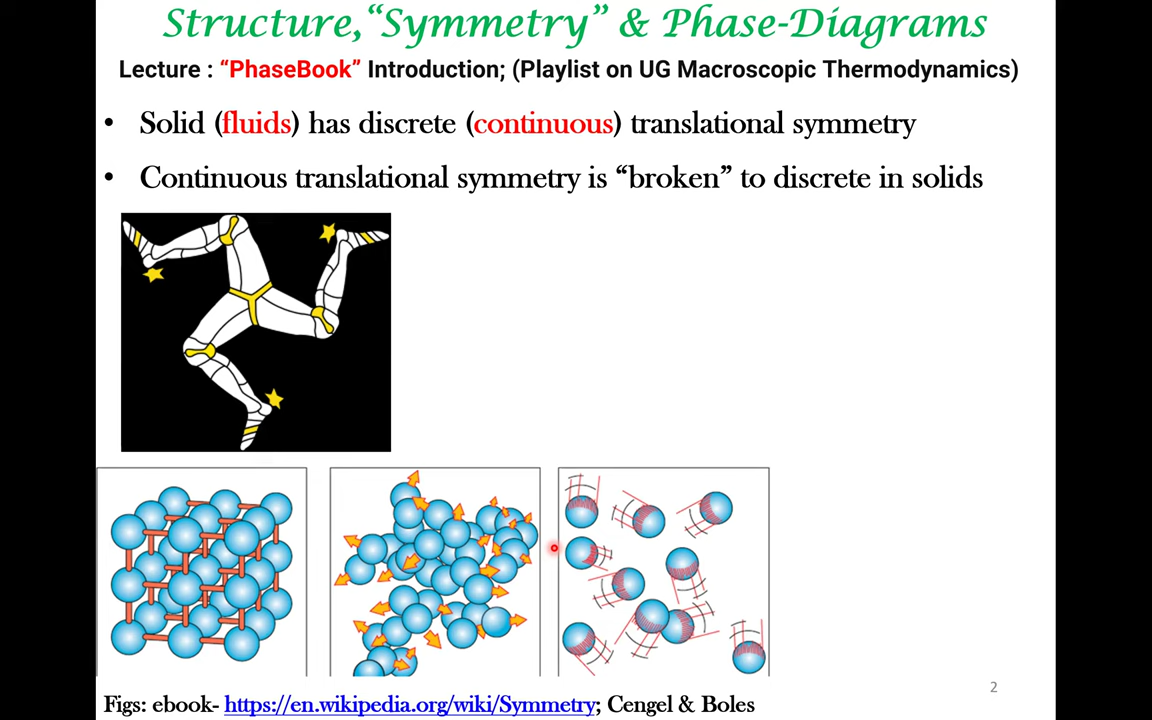 Structure,“Symmetry” & Phase-Diagrams
Lecture : “PhaseBook” Introduction; (Playlist on UG Macroscopic Thermodynamics)
• Solid (fluids) has discrete (continuous) translational symmetry
• Continuous translational symmetry is “broken” to discrete in solids
2
Figs: ebook- https://en.wikipedia.org/wiki/Symmetry; Cengel & Boles